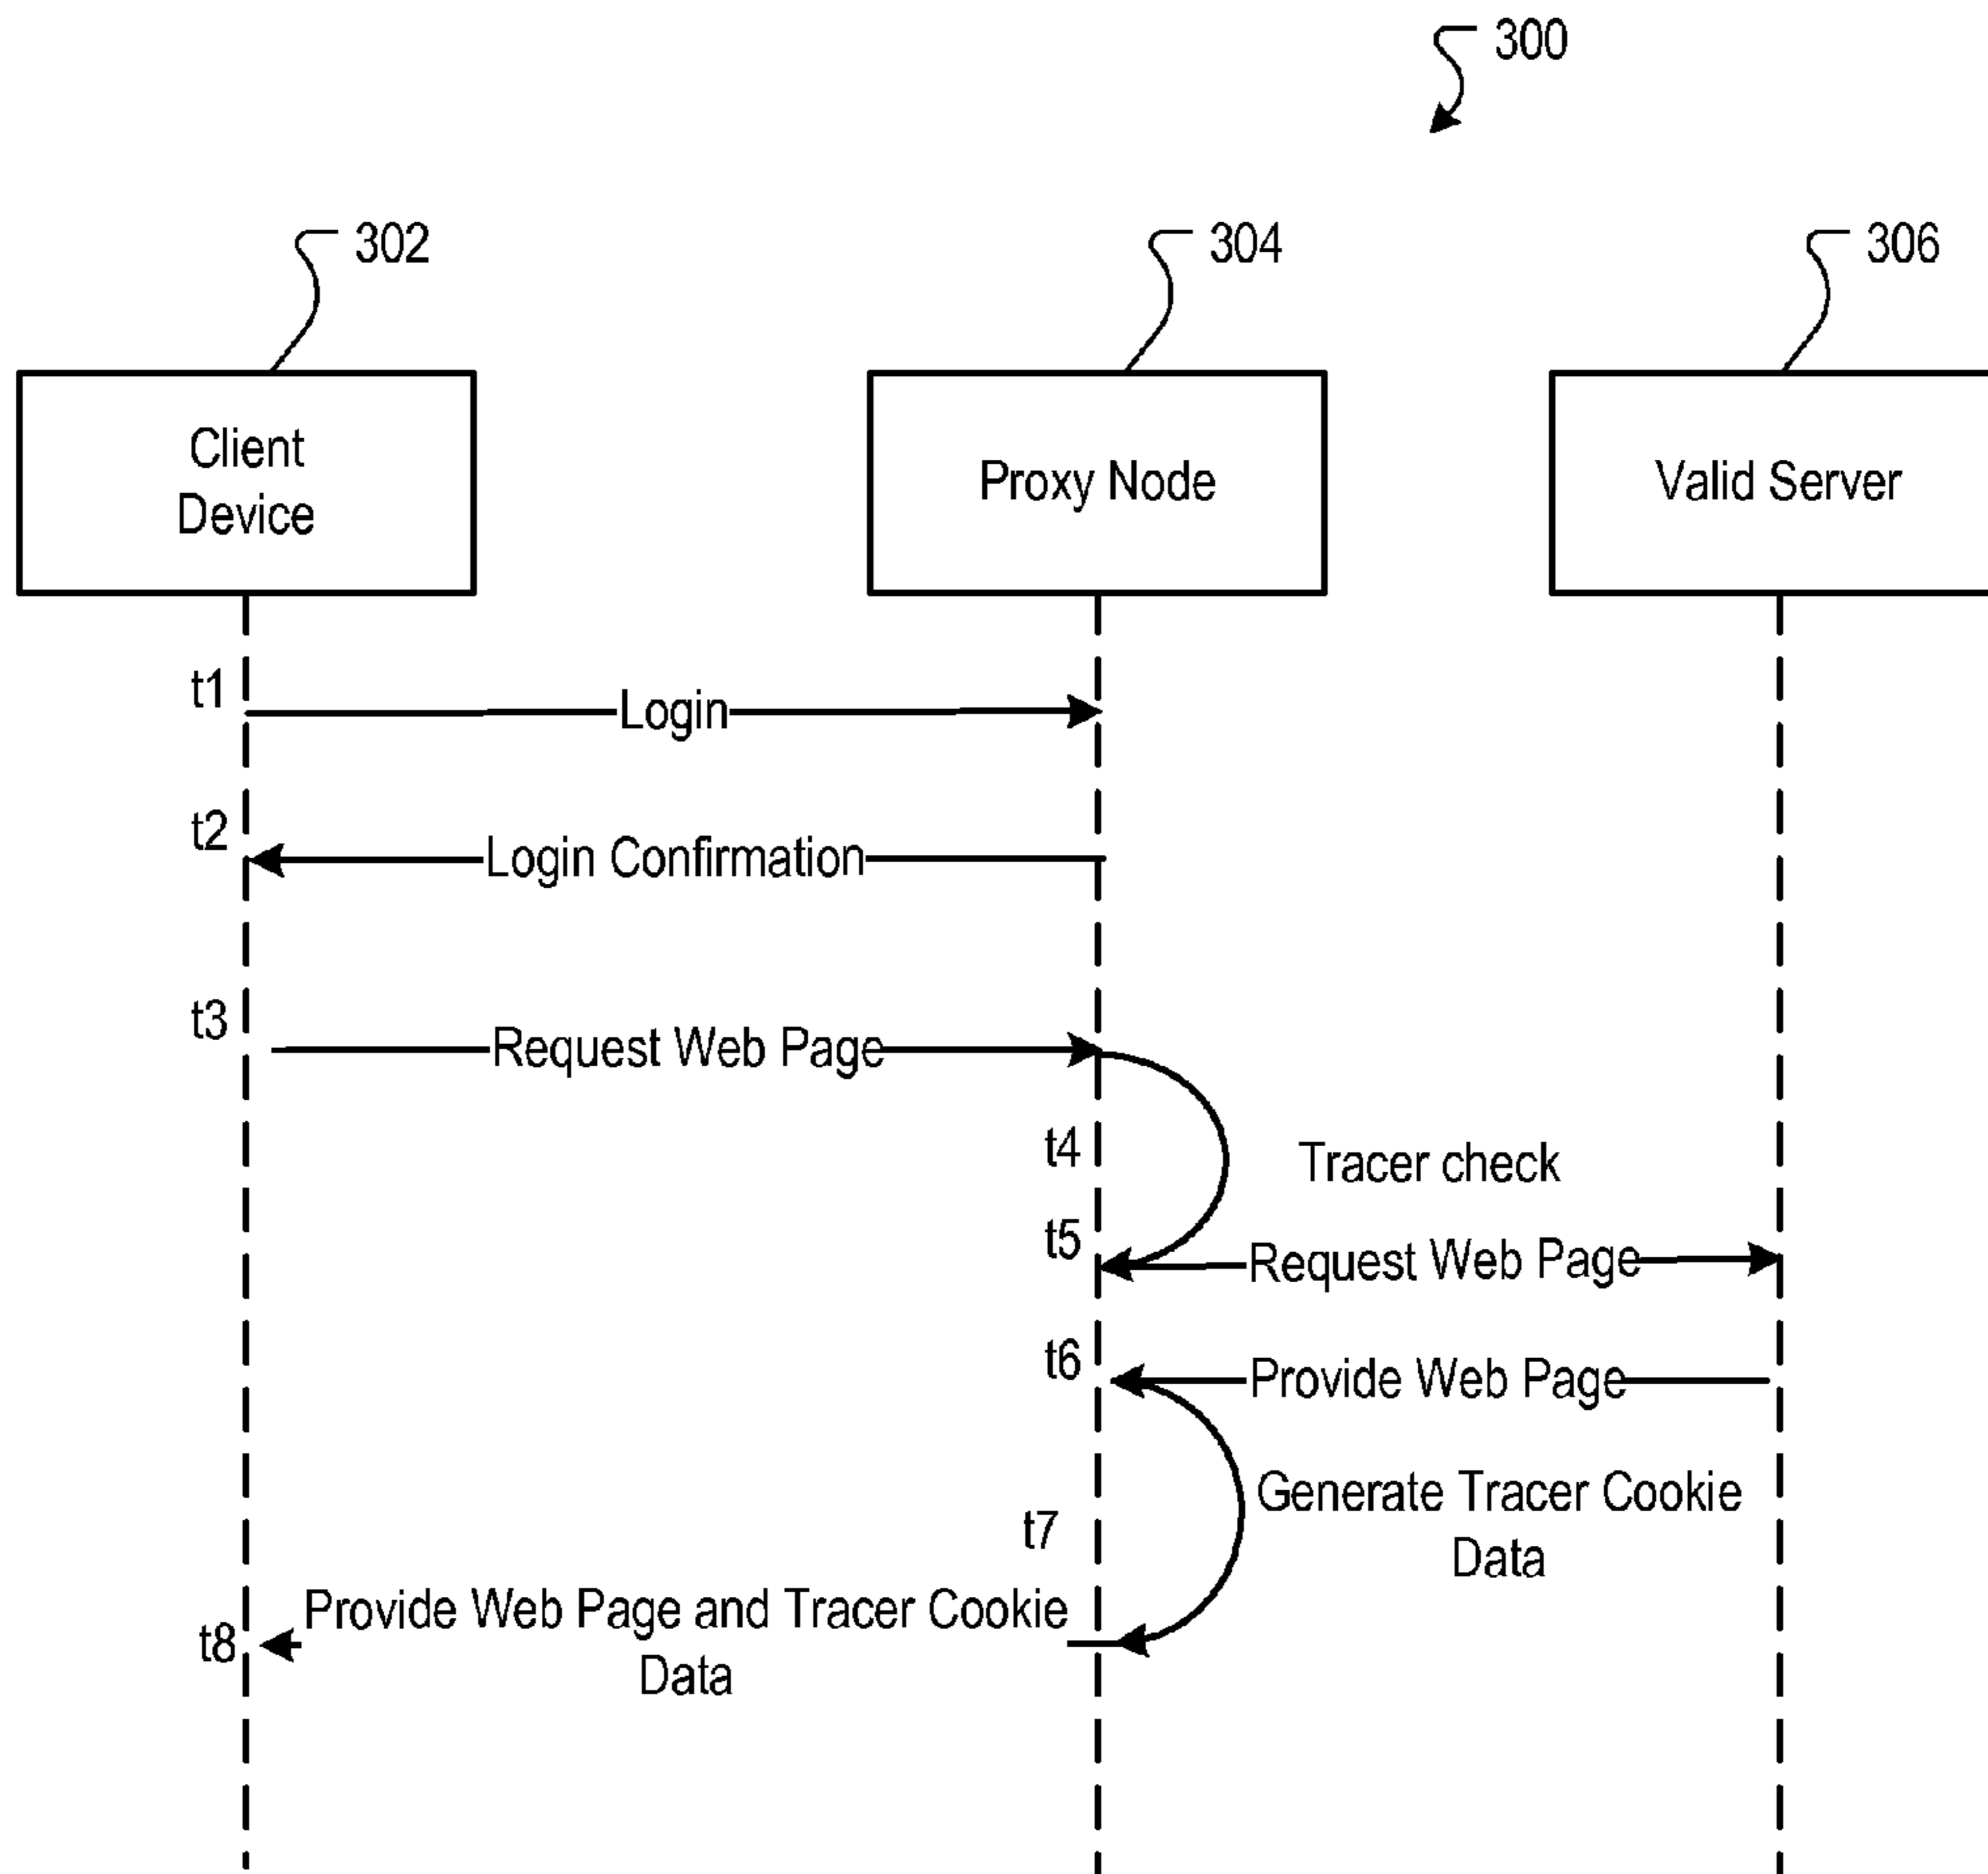 300
302
304
306
Client
Device
Proxy Node
Valid Server
t1
Login
t2
Login Confirmation
t3
Request Web Page
t4
Tracer check
t5
Request Web Page
t6
Provide Web Page
Generate Tracer Cookie
Data
t7
Provide Web Page and Tracer Cookie
Data
t8